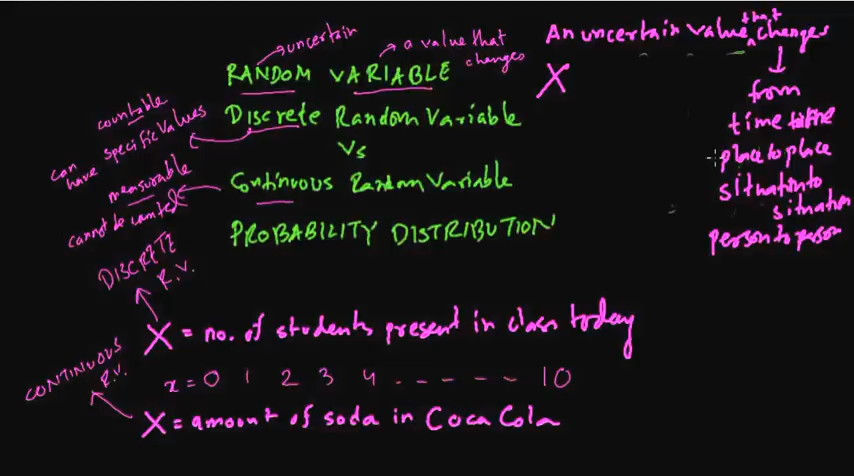 uncertain
a value that
changes
An uncertain value that changes
RANDOM VARIABLE
X
from
countable
can have specific values
Discrete Random Variable
time to time
Vs
place to place
measurable
cannot be counted
Continuous Random Variable
situation to
situation
PROBABILITY DISTRIBUTION
person to person
DISCRETE
R.V.
X = no. of students present in class today
CONTINUOUS
R.V.
x = 0 1 2 3 4 ------ 10
X = amount of soda in Coca Cola